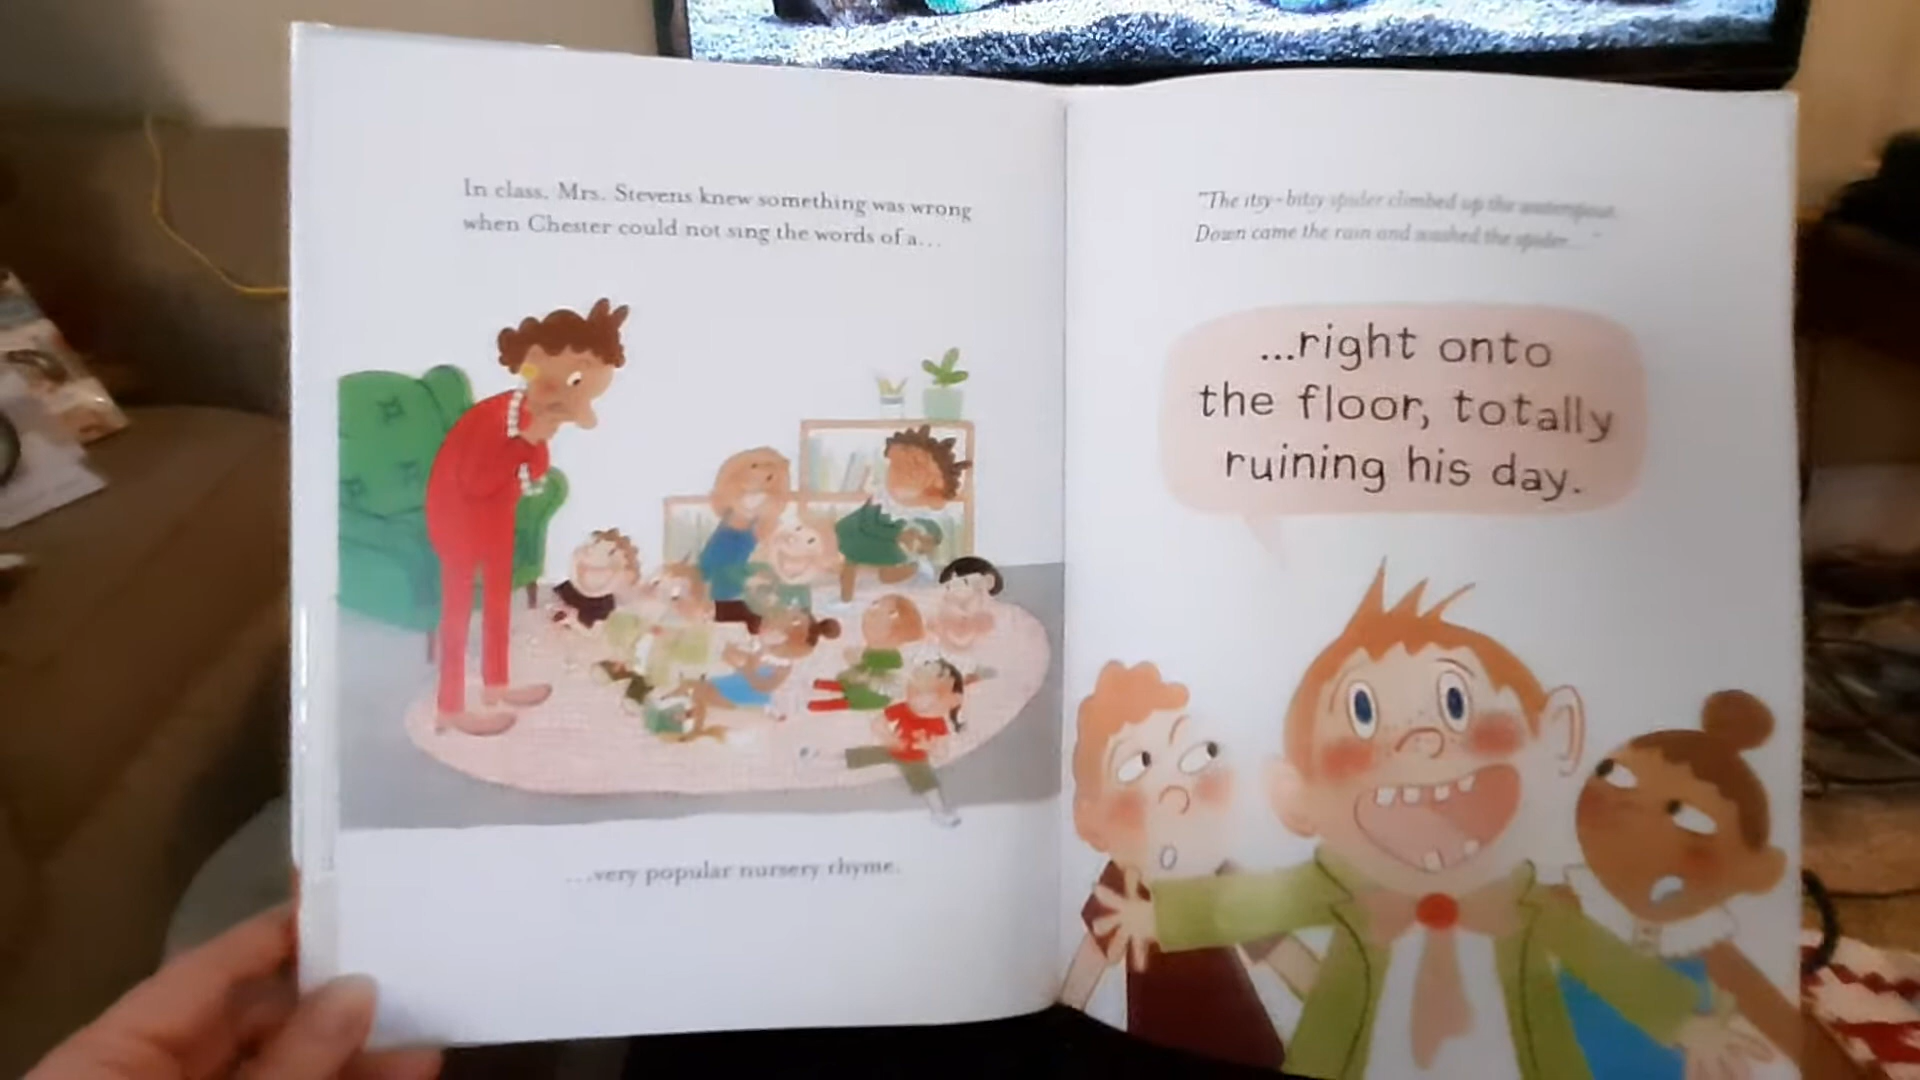 In class, Mrs. Stevens knew something was wrong
when Chester could not sing the words of a...
...very popular nursery rhyme.
"The itsy-bitsy spider climbed up the waterspout.
Down came the rain and washed the spider..."
...right onto
the floor, totally
ruining his day.